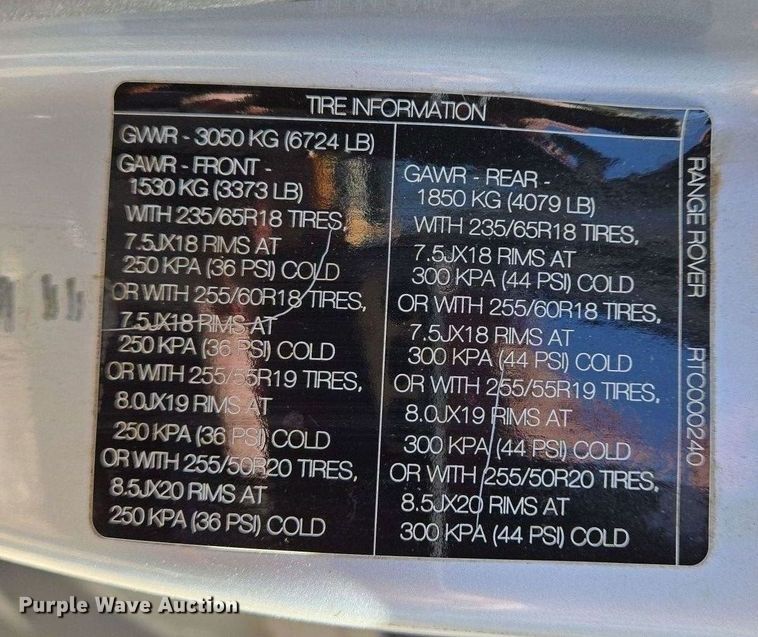 TIRE INFORMATION
GVWR - 3050 KG (6724 LB)
GAWR - FRONT -
1530 KG (3373 LB)
WITH 235/65R18 TIRES,
7.5JX18 RIMS AT
250 KPA (36 PSI) COLD
OR WITH 255/60R18 TIRES,
7.5JX18 RIMS AT
250 KPA (36 PSI) COLD
OR WITH 255/55R19 TIRES,
8.0JX19 RIMS AT
250 KPA (36 PSI) COLD
OR WITH 255/50R20 TIRES,
8.5JX20 RIMS AT
250 KPA (36 PSI) COLD
GAWR - REAR -
1850 KG (4079 LB)
WITH 235/65R18 TIRES,
7.5JX18 RIMS AT
300 KPA (44 PSI) COLD
OR WITH 255/60R18 TIRES,
7.5JX18 RIMS AT
300 KPA (44 PSI) COLD
OR WITH 255/55R19 TIRES,
8.0JX19 RIMS AT
300 KPA (44 PSI) COLD
OR WITH 255/50R20 TIRES,
8.5JX20 RIMS AT
300 KPA (44 PSI) COLD
RANGE ROVER RTC000240
Purple Wave Auction